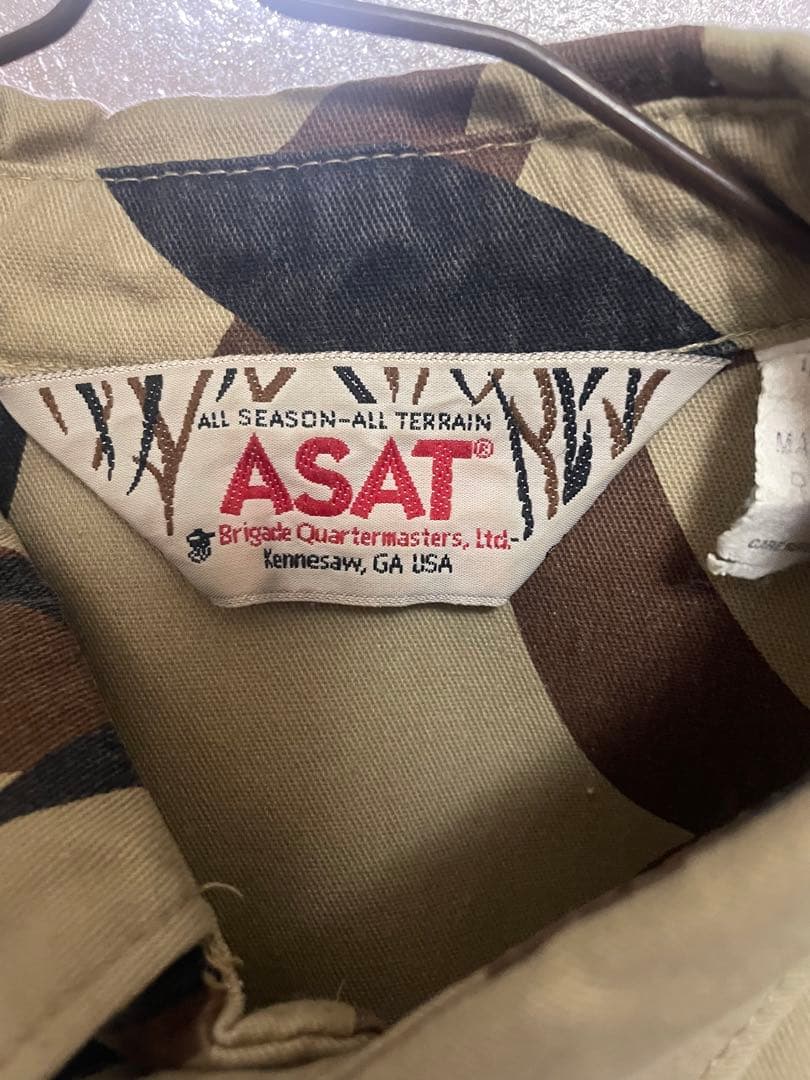 ALL SEASON-ALL TERRAIN
ASAT®
Brigade Quartermasters, Ltd.
Kennesaw, GA USA